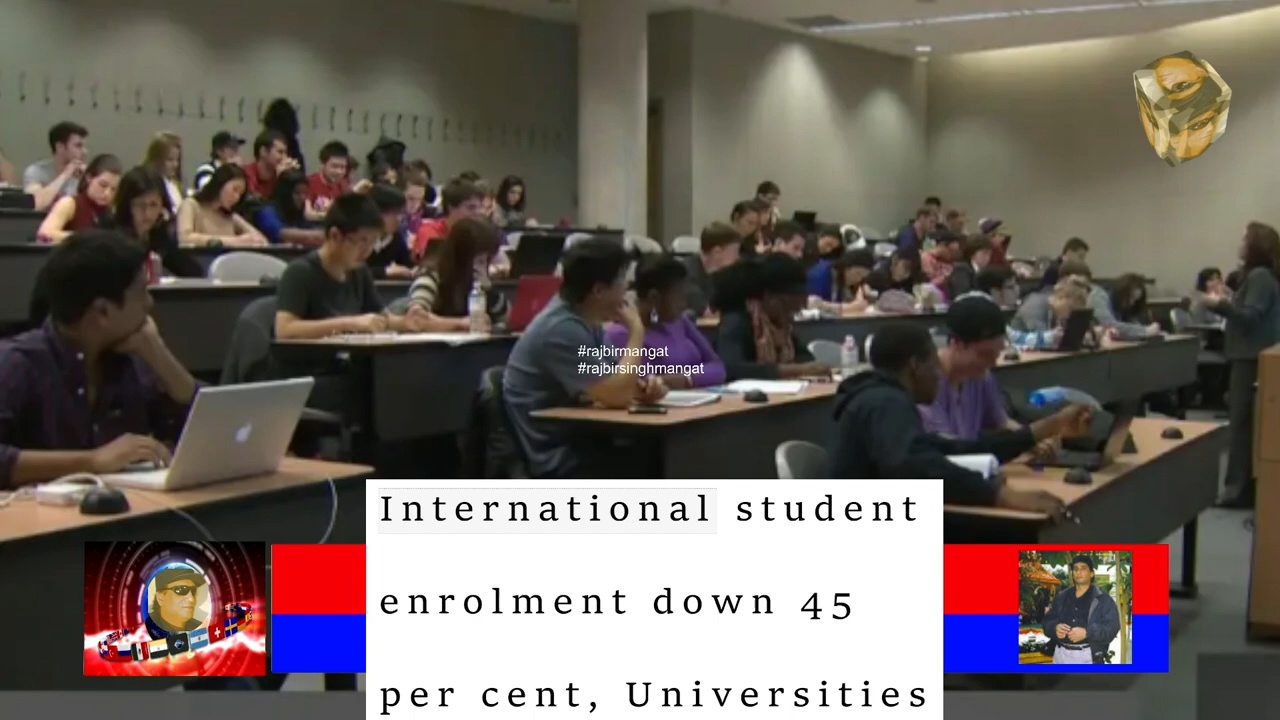 #rajbirmangat
#rajbirsinghmangat
International student
enrolment down 45
per cent, Universities